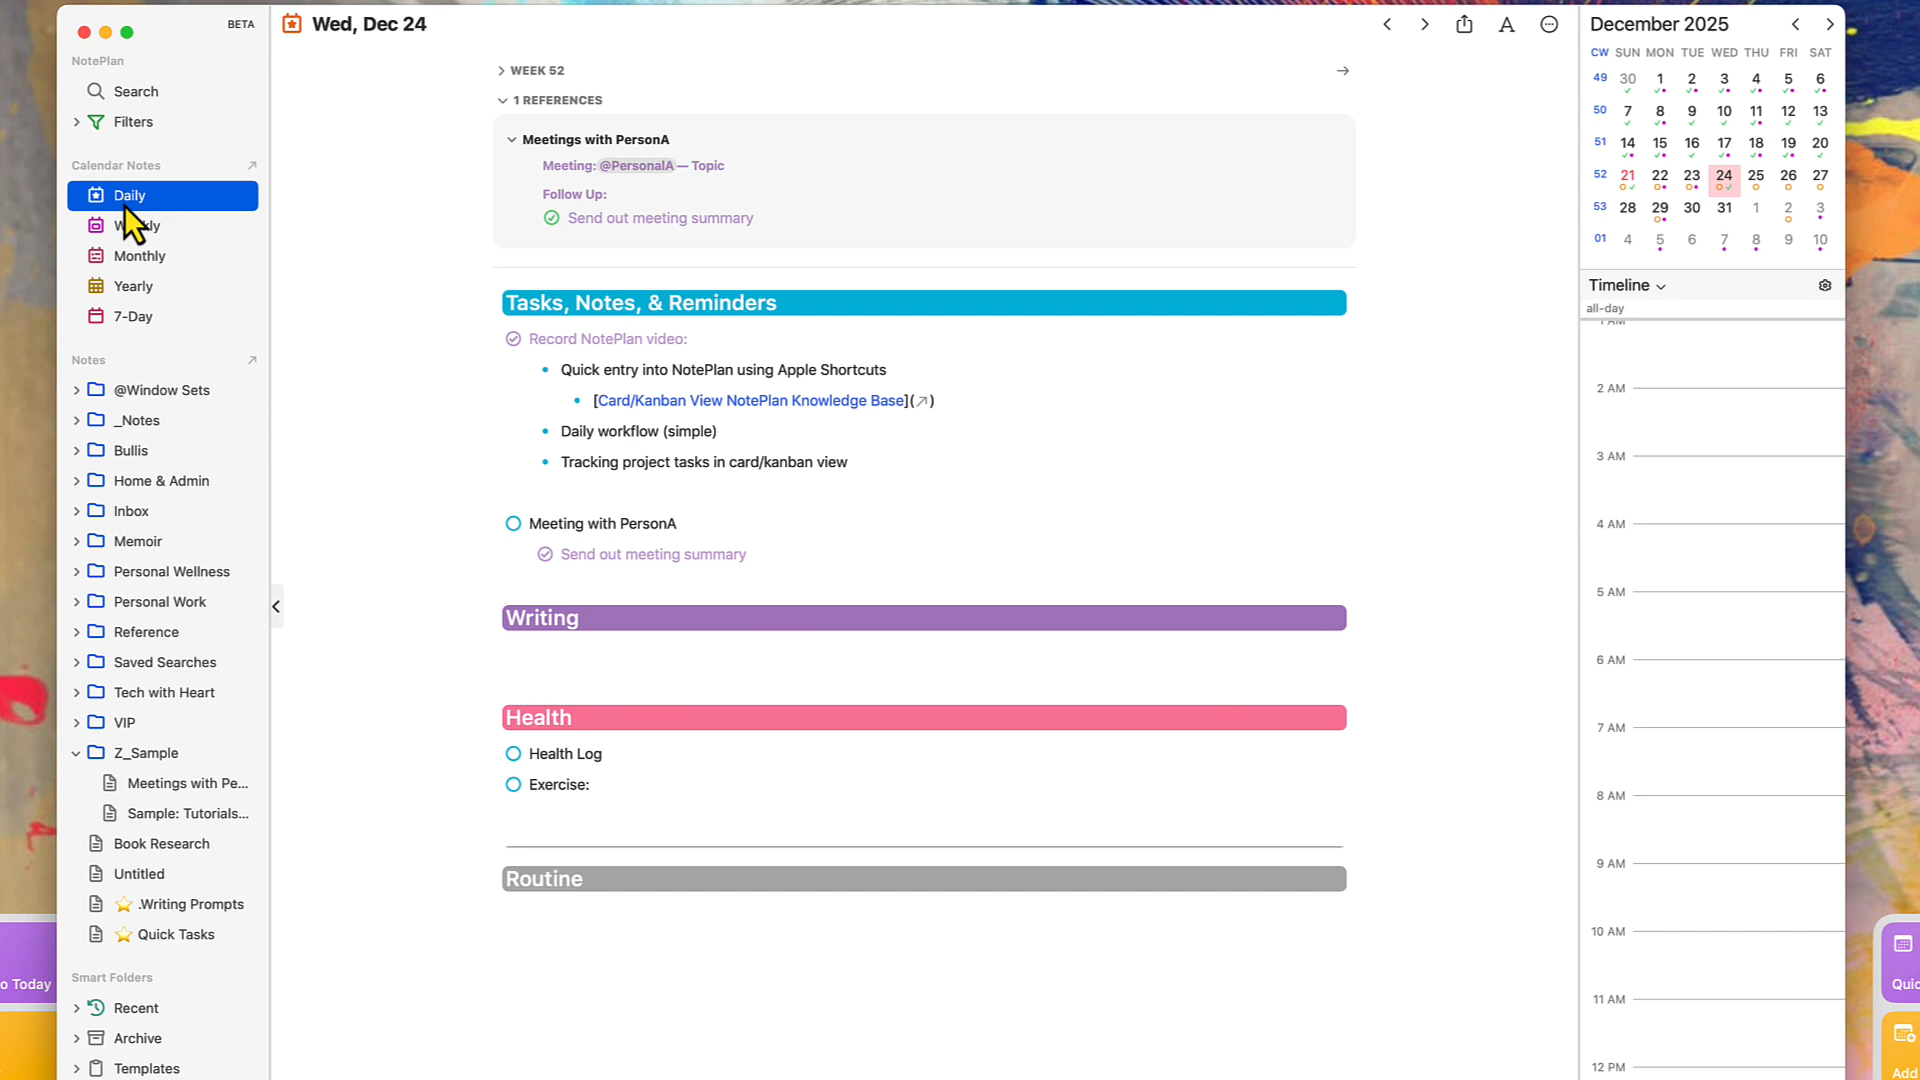 BETA
NotePlan
Search
Filters
Calendar Notes
Daily
Monthly
Yearly
7-Day
Notes
@Window Sets
_Notes
Bullis
Home & Admin
Inbox
Memoir
Personal Wellness
Personal Work
Reference
Saved Searches
Tech with Heart
VIP
Z_Sample
Meetings with Pe...
Sample: Tutorials...
Book Research
Untitled
⭐ .Writing Prompts
⭐ Quick Tasks
Smart Folders
Recent
Archive
Templates
Wed, Dec 24
WEEK 52
1 REFERENCES
Meetings with PersonA
Meeting: @PersonalA — Topic
Follow Up:
Send out meeting summary
Tasks, Notes, & Reminders
Record NotePlan video:
• Quick entry into NotePlan using Apple Shortcuts
• [Card/Kanban View NotePlan Knowledge Base](↗)
• Daily workflow (simple)
• Tracking project tasks in card/kanban view
Meeting with PersonA
Send out meeting summary
Writing
Health
Health Log
Exercise:
Routine
December 2025
CW SUN MON TUE WED THU FRI SAT
49 30 1 2 3 4 5 6
50 7 8 9 10 11 12 13
51 14 15 16 17 18 19 20
52 21 22 23 24 25 26 27
53 28 29 30 31 1 2 3
01 4 5 6 7 8 9 10
Timeline
all-day
1 AM
2 AM
3 AM
4 AM
5 AM
6 AM
7 AM
8 AM
9 AM
10 AM
11 AM
12 PM
o Today
Quic
Add